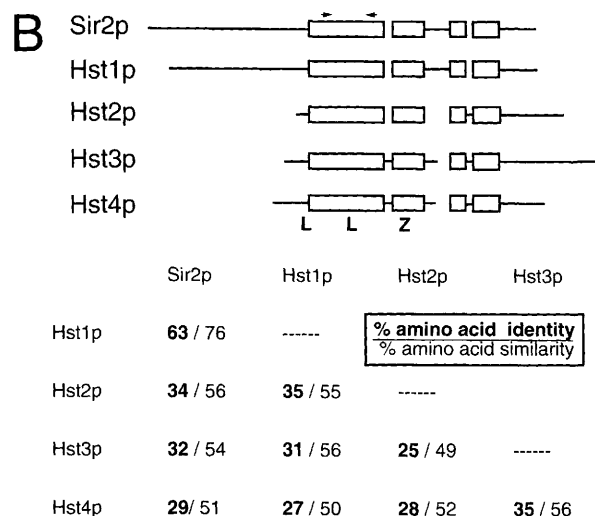 B
Sir2p
Hst1p
Hst2p
Hst3p
Hst4p
L L Z
Sir2p Hst1p Hst2p Hst3p
% amino acid identity
% amino acid similarity
Hst1p 63 / 76 ------
Hst2p 34 / 56 35 / 55 ------
Hst3p 32 / 54 31 / 56 25 / 49 ------
Hst4p 29/ 51 27 / 50 28 / 52 35 / 56